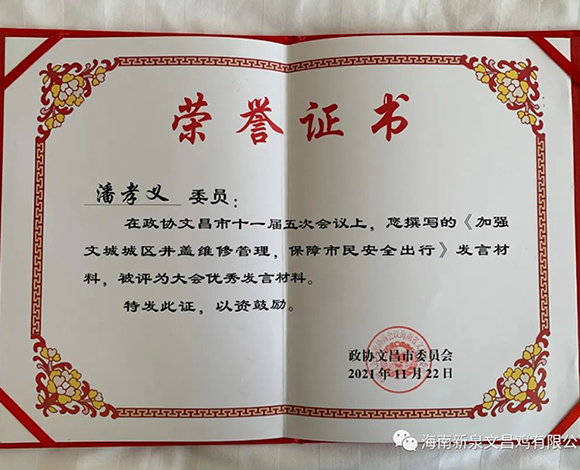 荣誉证书
潘孝义 委员：
在政协文昌市十一届五次会议上，您撰写的《加强
文城城区井盖维修管理，保障市民安全出行》发言材
料，被评为大会优秀发言材料。
特发此证，以资鼓励。
政协文昌市委员会
2021年11月22日
海南新泉文昌鸡有限公